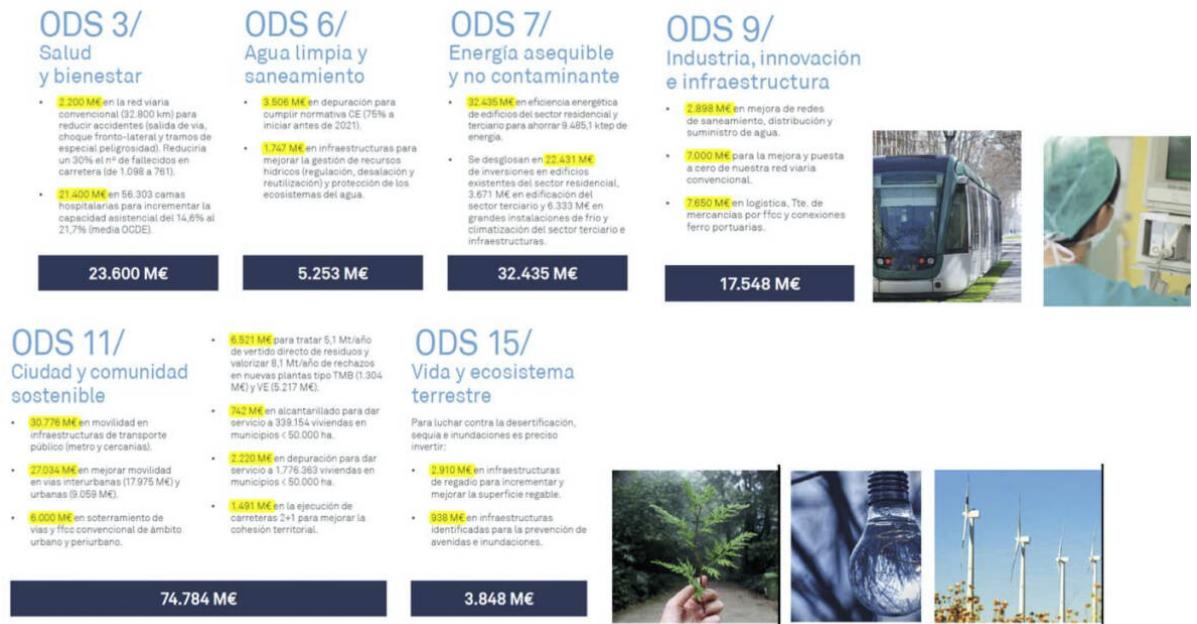 ODS 3/
Salud
y bienestar
• 2.200 M€ en la red viaria
convencional (32.800 km) para
reducir accidentes (salida de vía,
choque fronto-lateral y tramos de
especial peligrosidad). Reduciria
un 30% el nº de fallecidos en
carretera (de 1.098 a 761).
• 21.400 M€ en 56.303 camas
hospitalarias para incrementar la
capacidad asistencial del 14,6% al
21,7% (media OCDE).
23.600 M€
ODS 6/
Agua limpia y
saneamiento
• 3.506 M€ en depuración para
cumplir normativa CE (75% a
iniciar antes de 2021).
• 1.747 M€ en infraestructuras para
mejorar la gestión de recursos
hídricos (regulación, desalación y
reutilización) y protección de los
ecosistemas del agua.
5.253 M€
ODS 7/
Energía asequible
y no contaminante
• 32.435 M€ en eficiencia energética
de edificios del sector residencial y
terciario para ahorrar 9.485,1 ktep de
energía.
• Se desglosan en 22.431 M€
de inversiones en edificios
existentes del sector residencial,
3.671 M€ en edificación del
sector terciario y 6.333 M€ en
grandes instalaciones de frío y
climatización del sector terciario e
infraestructuras.
32.435 M€
ODS 9/
Industria, innovación
e infraestructura
• 2.898 M€ en mejora de redes
de saneamiento, distribución y
suministro de agua.
• 7.000 M€ para la mejora y puesta
a cero de nuestra red viaria
convencional.
• 7.650 M€ en logística, Tte. de
mercancías por ffcc y conexiones
ferro portuarias.
17.548 M€
ODS 11/
Ciudad y comunidad
sostenible
• 30.776 M€ en movilidad en
infraestructuras de transporte
público (metro y cercanías).
• 27.034 M€ en mejorar movilidad
en vías interurbanas (17.975 M€) y
urbanas (9.059 M€).
• 6.000 M€ en soterramiento de
vías y ffcc convencional de ámbito
urbano y periurbano.
• 6.521 M€ para tratar 5,1 Mt/año
de vertido directo de residuos y
valorizar 8,1 Mt/año de rechazos
en nuevas plantas tipo TMB (1.304
M€) y VE (5.217 M€).
• 742 M€ en alcantarillado para dar
servicio a 339.154 viviendas en
municipios < 50.000 ha.
• 2.220 M€ en depuración para dar
servicio a 1.776.363 viviendas en
municipios < 50.000 ha.
• 1.491 M€ en la ejecución de
carreteras 2+1 para mejorar la
cohesión territorial.
74.784 M€
ODS 15/
Vida y ecosistema
terrestre
Para luchar contra la desertificación,
sequía e inundaciones es preciso
invertir:
• 2.910 M€ en infraestructuras
de regadío para incrementar y
mejorar la superficie regable.
• 938 M€ en infraestructuras
identificadas para la prevención de
avenidas e inundaciones.
3.848 M€